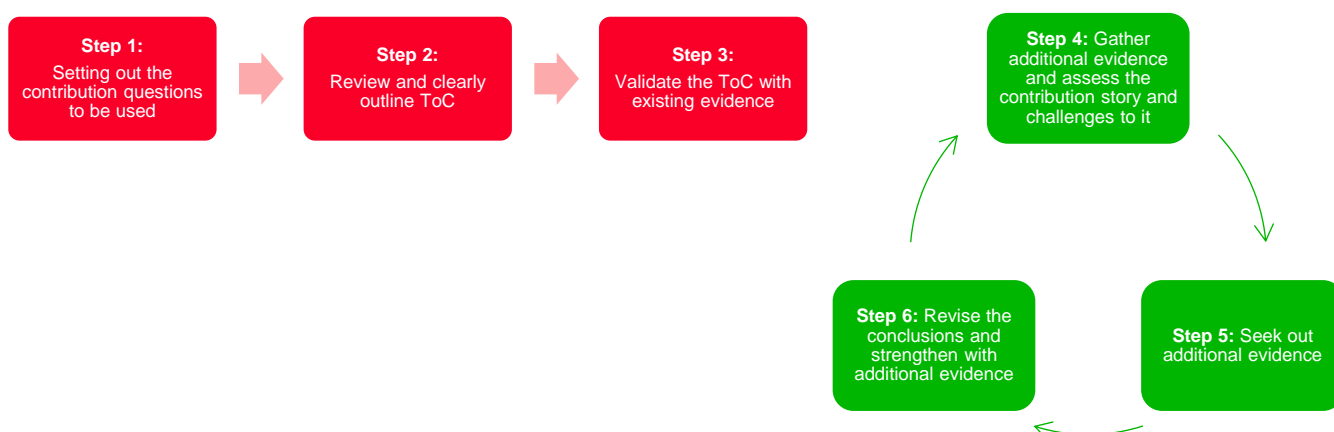 Step 1:
Setting out the
contribution questions
to be used
Step 2:
Review and clearly
outline ToC
Step 3:
Validate the ToC with
existing evidence
Step 4: Gather
additional evidence
and assess the
contribution story and
challenges to it
Step 5: Seek out
additional evidence
Step 6: Revise the
conclusions and
strengthen with
additional evidence